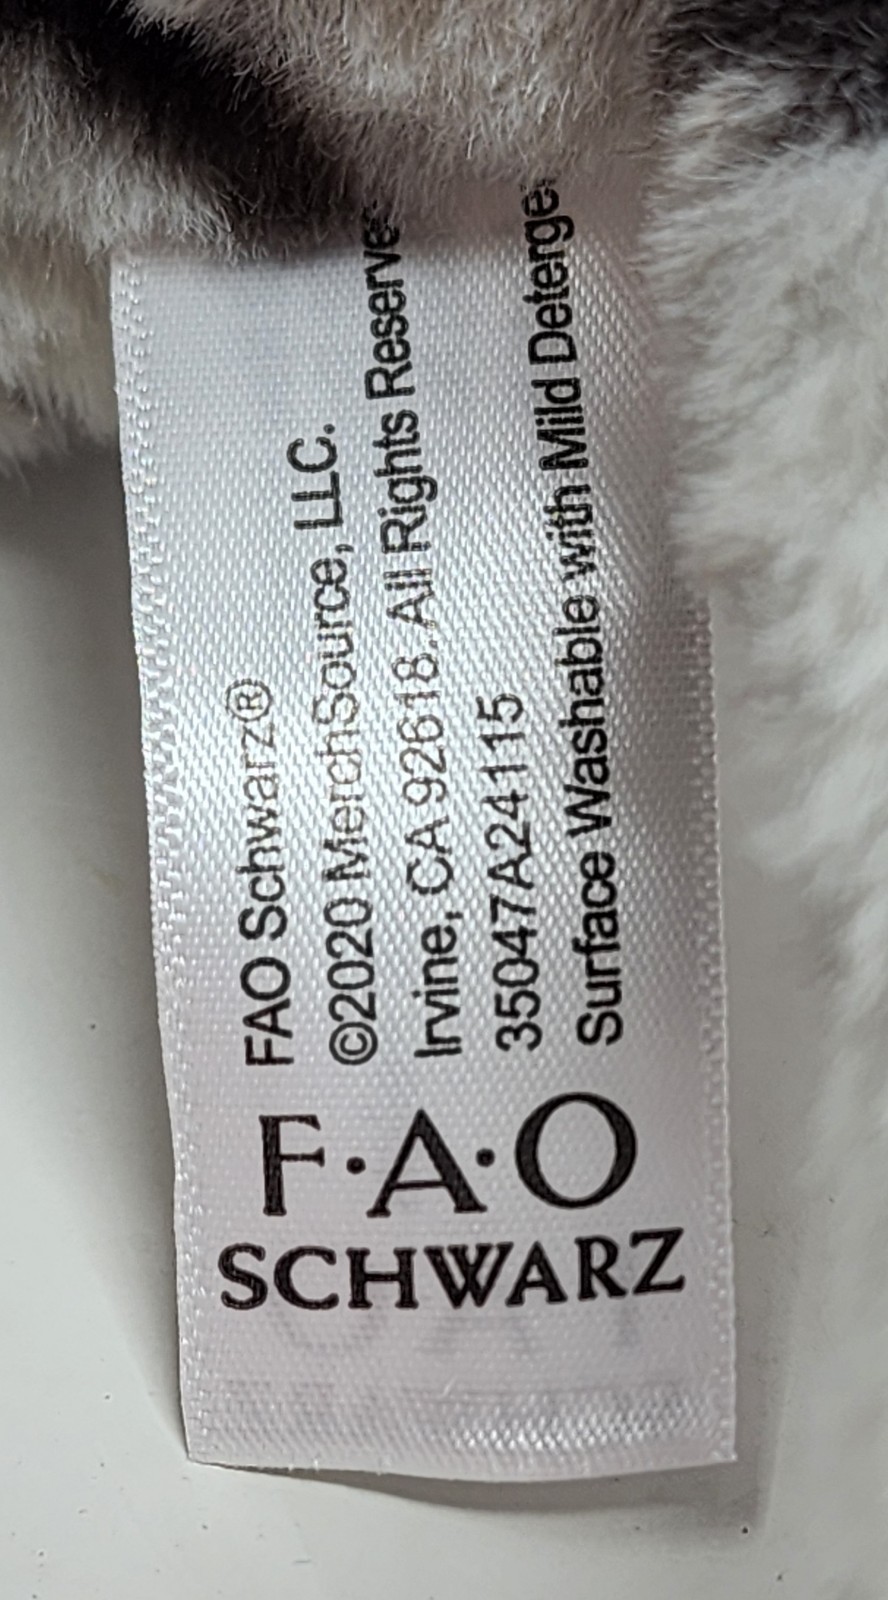 FAO Schwarz®
©2020 MerchSource, LLC.
Irvine, CA 92618. All Rights Reserve
35047A24115
Surface Washable with Mild Deterge
F·A·O
SCHWARZ